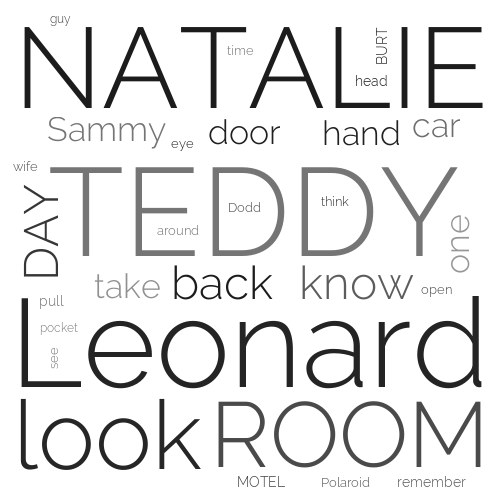 guy
NATALIE
time
BURT
head
Sammy
eye
door
hand
car
wife
TEDDY
DAY
Dodd
think
around
one
take
back
know
open
pull
Leonard
pocket
see
look
ROOM
MOTEL
Polaroid
remember